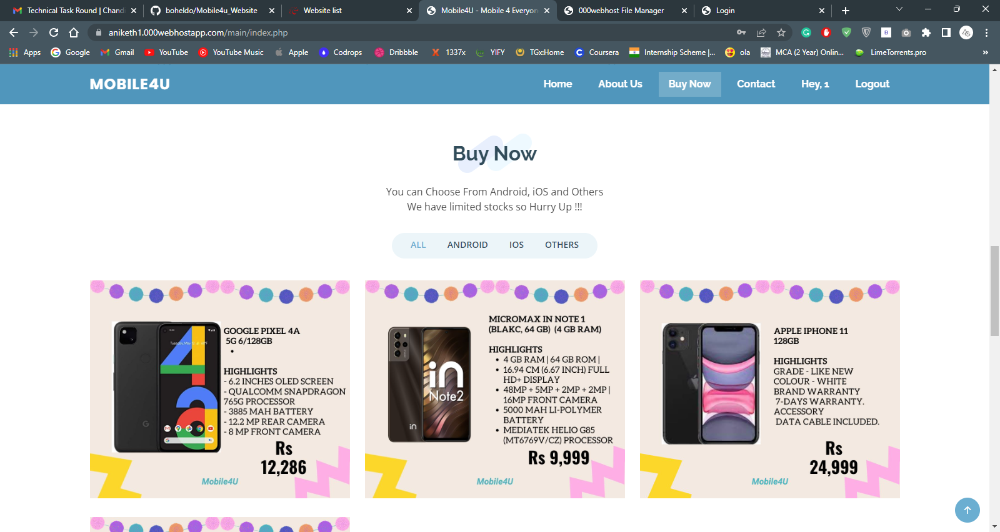 Technical Task Round | Chandi
boheldo/Mobile4u_Website
Website list
Mobile4U - Mobile 4 Everyon
000webhost File Manager
Login
aniketh1.000webhostapp.com/main/index.php
Apps
Google
Gmail
YouTube
YouTube Music
Apple
Codrops
Dribbble
1337x
YIFY
TGx:Home
Coursera
Internship Scheme |...
ola
MCA (2 Year) Onlin...
LimeTorrents.pro
»
MOBILE4U
Home
About Us
Buy Now
Contact
Hey, 1
Logout
Buy Now
You can Choose From Android, iOS and Others
We have limited stocks so Hurry Up !!!
ALL
ANDROID
IOS
OTHERS
GOOGLE PIXEL 4A
5G 6/128GB
•
HIGHLIGHTS
- 6.2 INCHES OLED SCREEN
- QUALCOMM SNAPDRAGON
765G PROCESSOR
- 3885 MAH BATTERY
- 12.2 MP REAR CAMERA
- 8 MP FRONT CAMERA
Rs
12,286
Mobile4U
MICROMAX IN NOTE 1
(BLAKC, 64 GB) (4 GB RAM)
HIGHLIGHTS
• 4 GB RAM | 64 GB ROM |
• 16.94 CM (6.67 INCH) FULL
HD+ DISPLAY
• 48MP + 5MP + 2MP + 2MP |
16MP FRONT CAMERA
• 5000 MAH LI-POLYMER
BATTERY
• MEDIATEK HELIO G85
(MT6769V/CZ) PROCESSOR
in
Note2
in
Rs 9,999
Mobile4U
APPLE IPHONE 11
128GB
HIGHLIGHTS
GRADE - LIKE NEW
COLOUR - WHITE
BRAND WARRANTY
7-DAYS WARRANTY.
ACCESSORY
DATA CABLE INCLUDED.
Rs
24,999
Mobile4U